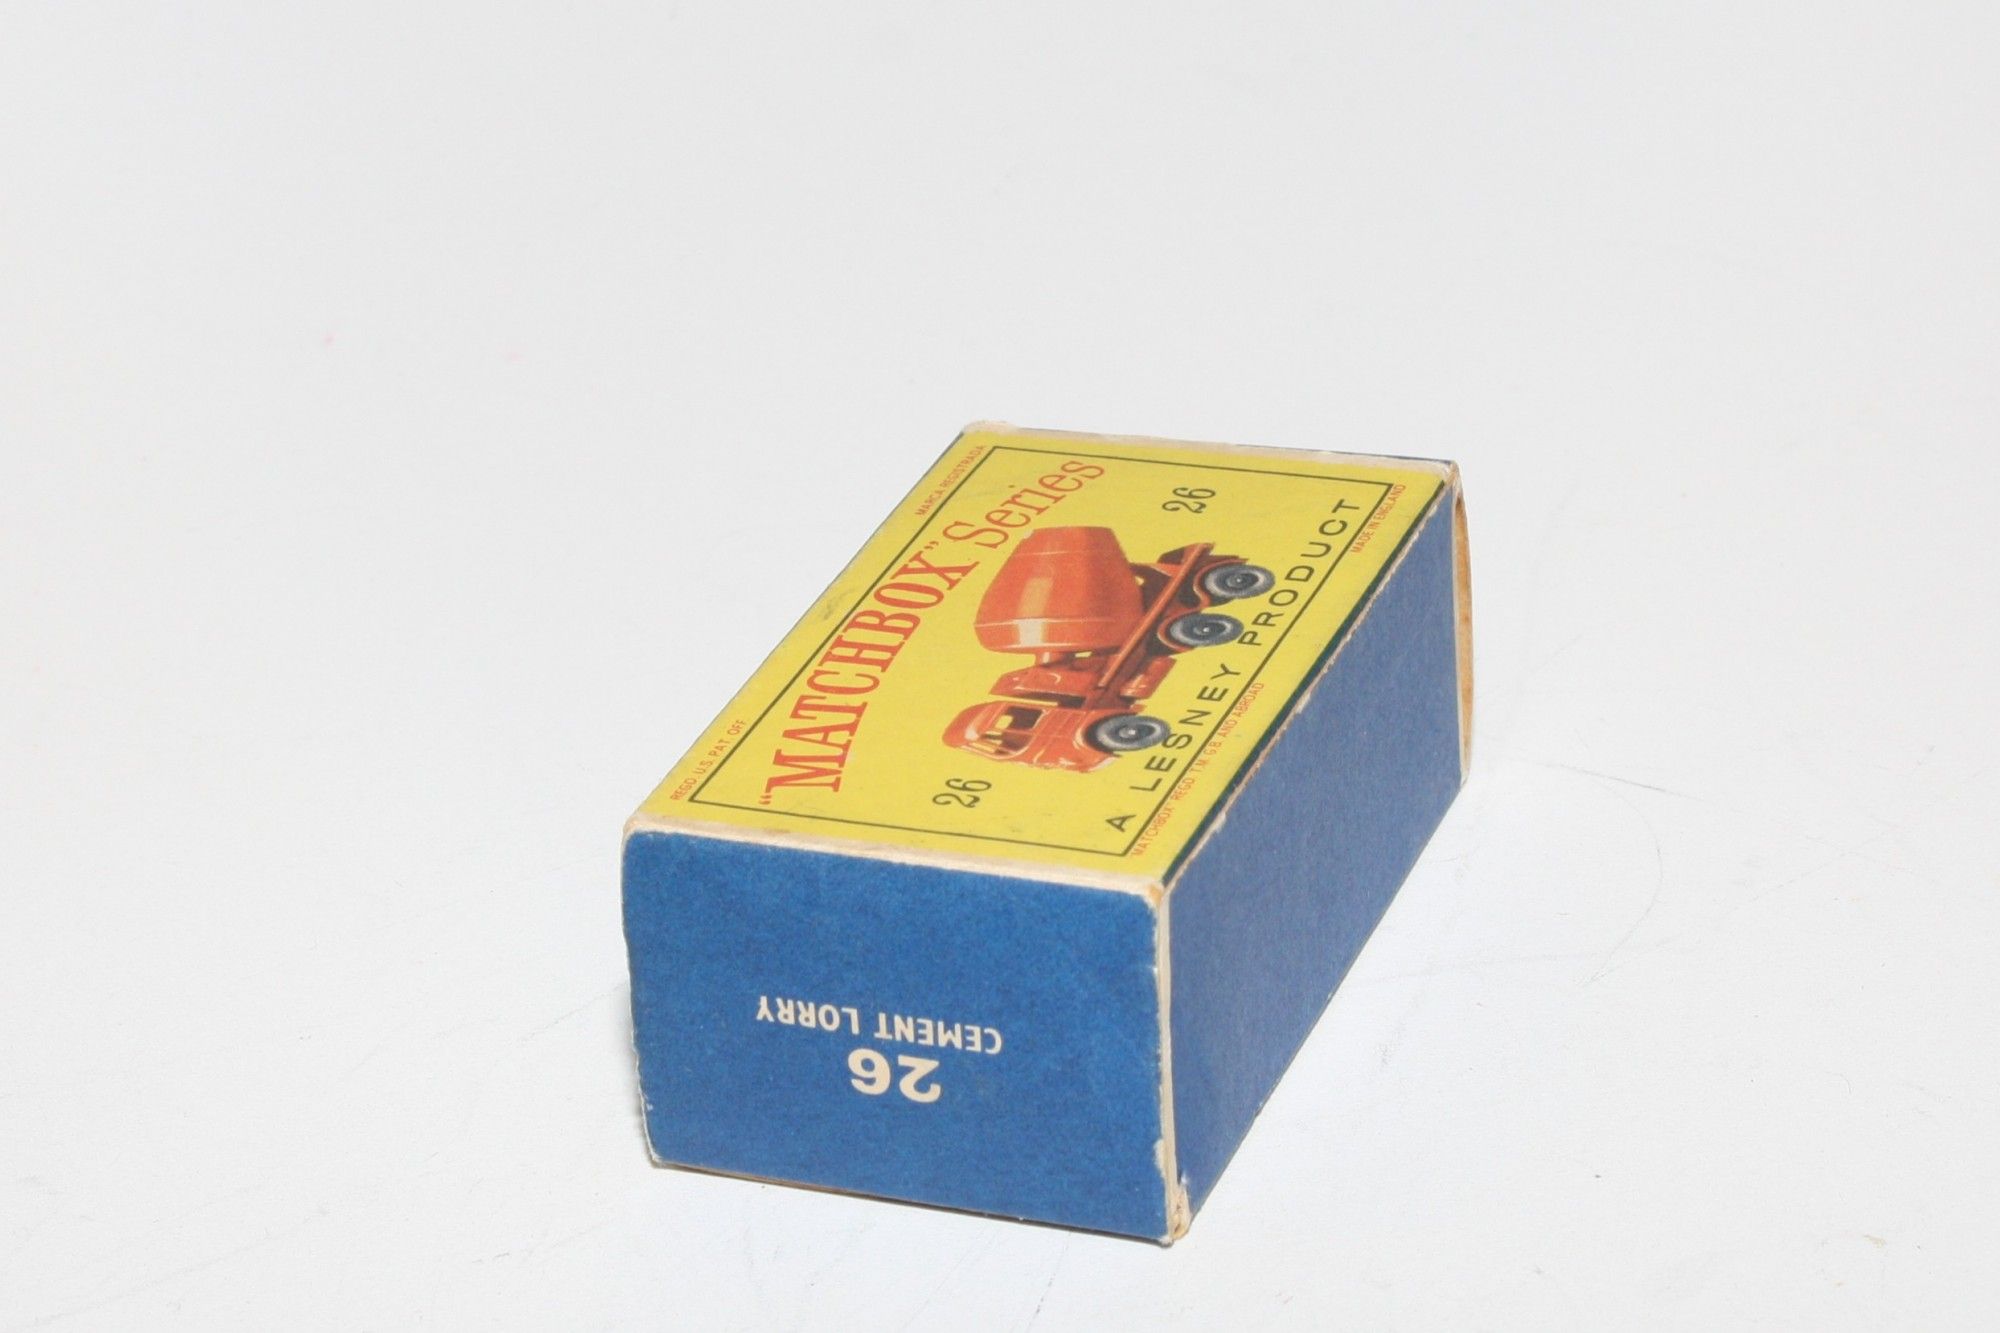 MARCA REGISTRADA
REGD. U.S. PAT. OFF
"MATCHBOX" Series
26
26
A LESNEY PRODUCT
MADE IN ENGLAND
"MATCHBOX" REGD. T.M. G.B. AND ABROAD
26
CEMENT LORRY